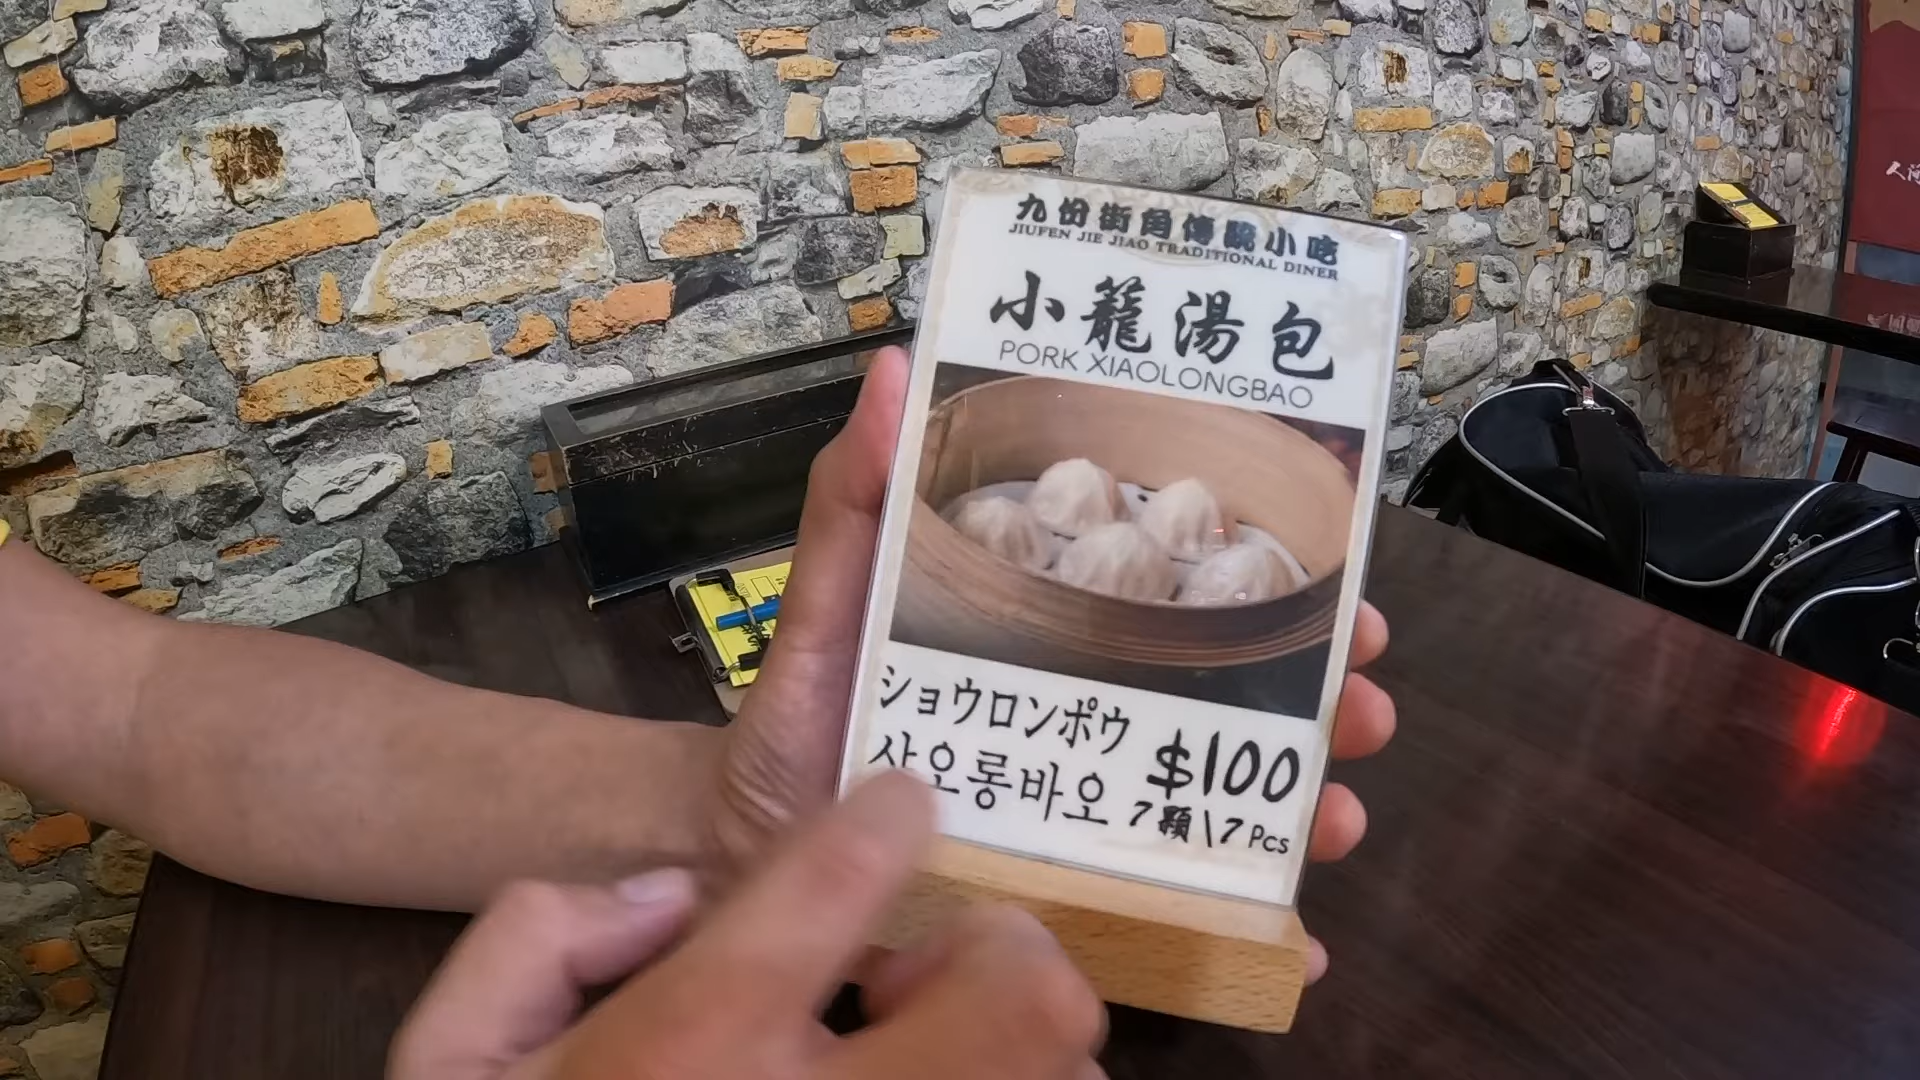 九份街角傳統小吃
JIUFEN JIE JIAO TRADITIONAL DINER
小籠湯包
PORK XIAOLONGBAO
ショウロンポウ
샤오롱바오
$100
7顆\7 Pcs